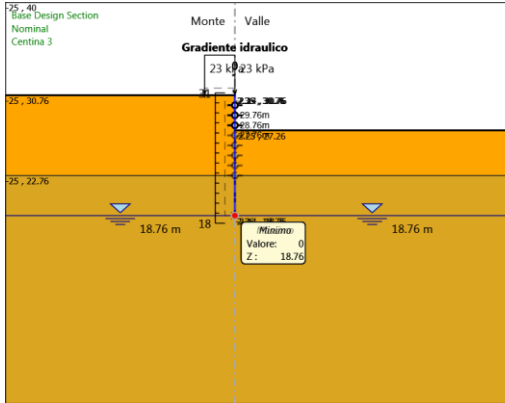 -25, 40
Base Design Section
Nominal
Centina 3
Monte
Valle
Gradiente idraulico
0
23 kPa
23 kPa
-25, 30.76
29.76m
28.76m
-25, 22.76
18
18.76 m
18.76 m
Minimo
Valore: 0
Z : 18.76